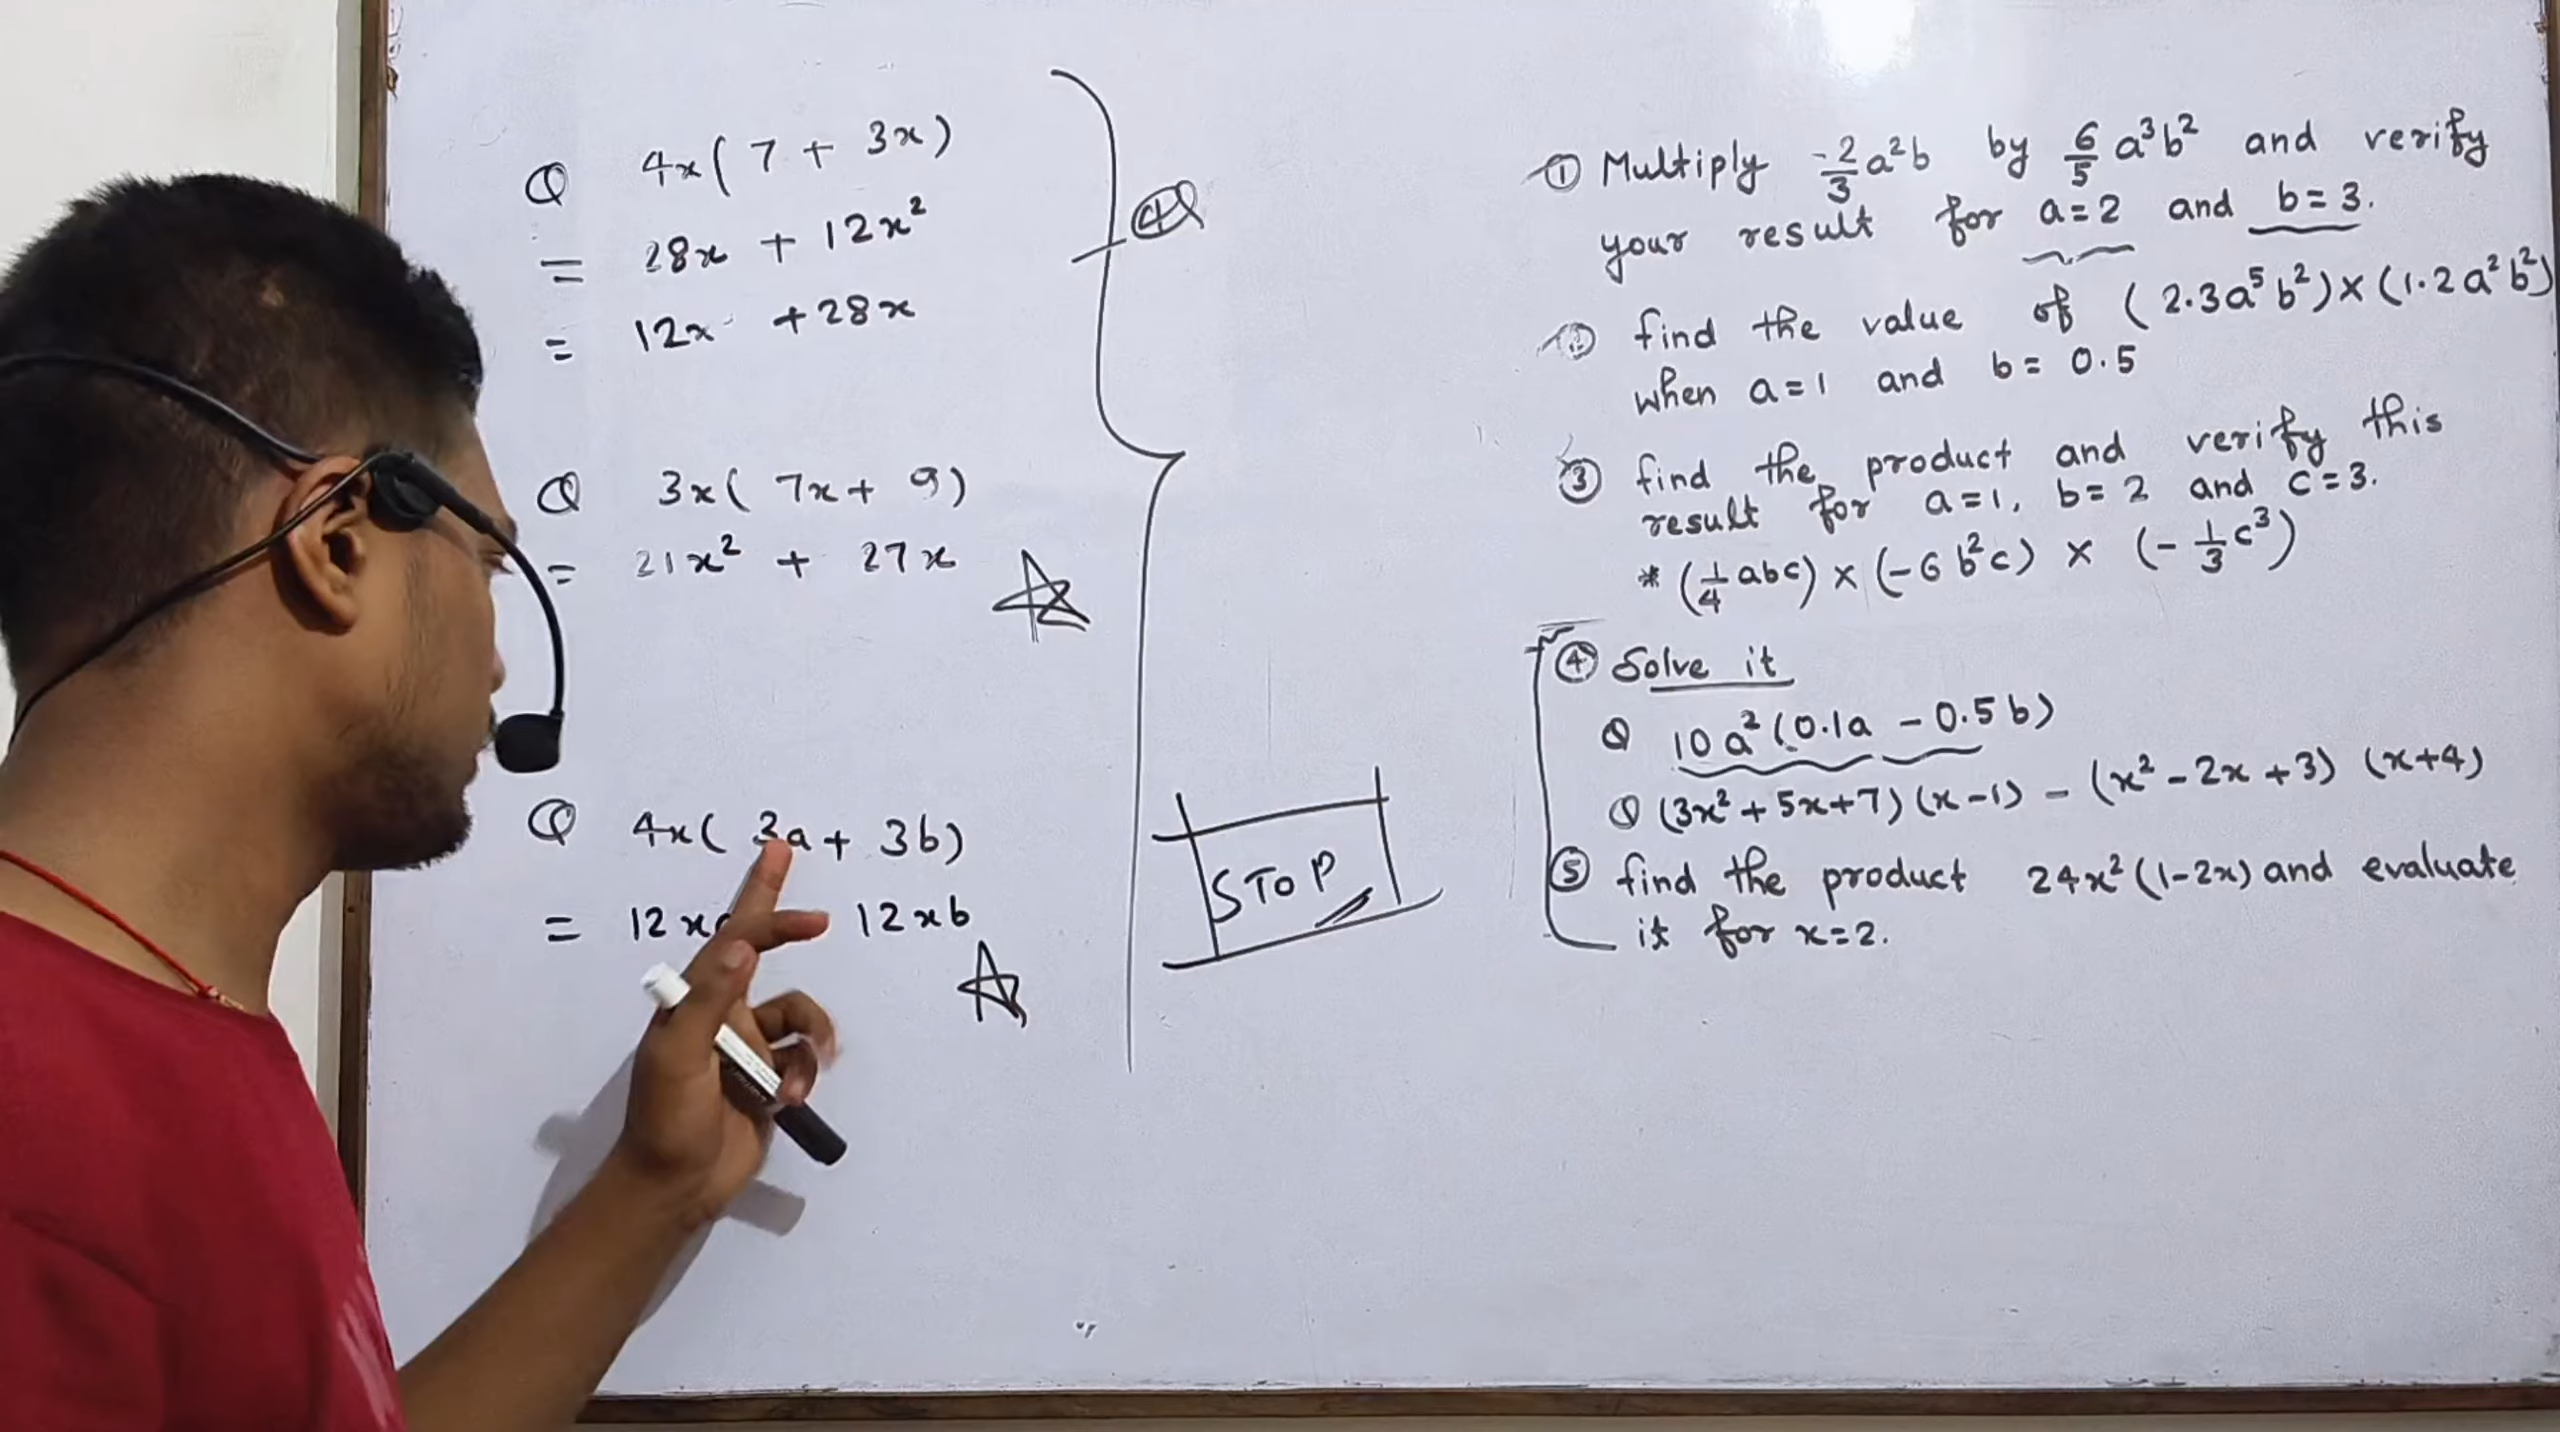 Q 4x(7 + 3x)
= 28x + 12x²
= 12x + 28x
Q 3x(7x + 9)
= 21x² + 27x
Q 4x(3a + 3b)
= 12x 12xb
STOP
① Multiply -2/3 a²b by 6/5 a³b² and verify
your result for a=2 and b=3.
② find the value of (2.3a⁵b²)×(1.2a²b²)
when a=1 and b=0.5
③ find the product and verify this
result for a=1, b=2 and c=3.
* (1/4 abc) × (-6b²c) × (-1/3 c³)
④ Solve it
Q 10a²(0.1a - 0.5b)
Q (3x²+5x+7)(x-1) - (x²-2x+3)(x+4)
⑤ find the product 24x²(1-2x) and evaluate
it for x=2.